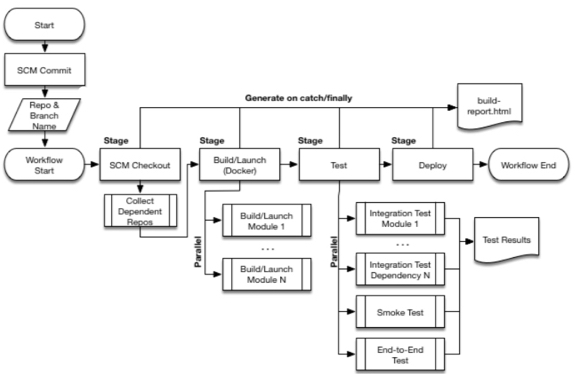 Start
SCM Commit
Repo &
Branch
Name
Workflow
Start
Generate on catch/finally
build-
report.html
Stage
SCM Checkout
Collect
Dependent
Repos
Stage
Build/Launch
(Docker)
Parallel
Build/Launch
Module 1
...
Build/Launch
Module N
Stage
Test
Parallel
Integration Test
Module 1
...
Integration Test
Dependency N
Smoke Test
End-to-End
Test
Test Results
Stage
Deploy
Workflow End